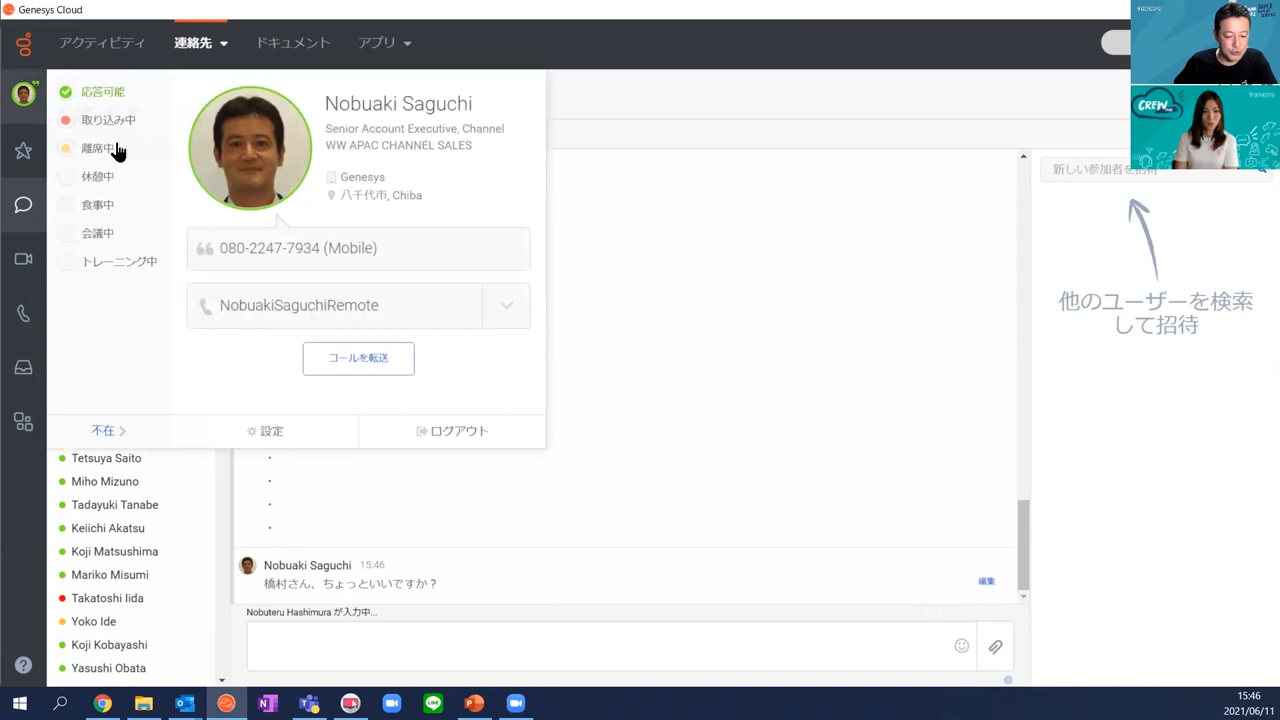 Genesys Cloud
アクティビティ
連絡先
ドキュメント
アプリ
応答可能
取り込み中
離席中
休憩中
食事中
会議中
トレーニング中
不在
Nobuaki Saguchi
Senior Account Executive, Channel
WW APAC CHANNEL SALES
Genesys
八千代市, Chiba
080-2247-7934 (Mobile)
NobuakiSaguchiRemote
コールを転送
設定
ログアウト
Tetsuya Saito
Miho Mizuno
Tadayuki Tanabe
Keiichi Akatsu
Koji Matsushima
Mariko Misumi
Takatoshi Iida
Yoko Ide
Koji Kobayashi
Yasushi Obata
Nobuaki Saguchi 15:46
橋村さん、ちょっといいですか？
編集
Nobuteru Hashimura が入力中...
CREW
新しい参加者を招待
他のユーザーを検索
して招待
15:46
2021/06/11